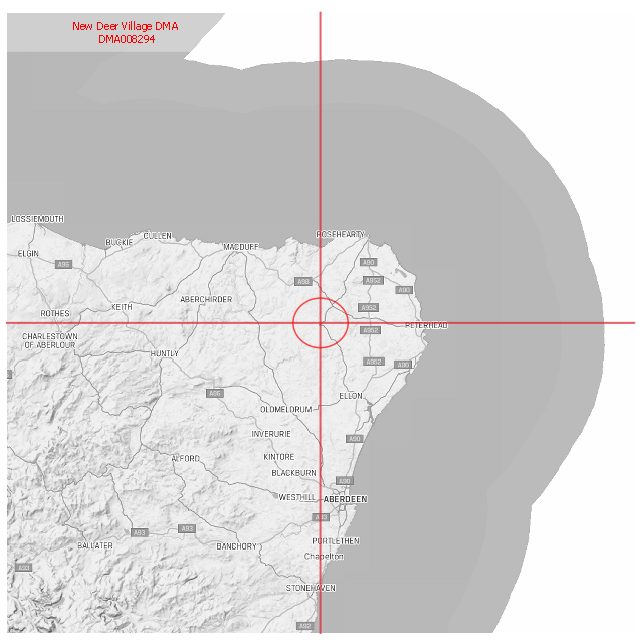 New Deer Village DMA
DMA008294
LOSSIEMOUTH
ROSEHEARTY
CULLEN
BUCKIE
MACDUFF
ELGIN
A96
A90
A98
A952
A90
ABERCHIRDER
KEITH
A952
ROTHES
PETERHEAD
A952
CHARLESTOWN
OF ABERLOUR
HUNTLY
A952
A90
A96
ELLON
OLDMELDRUM
INVERURIE
A90
KINTORE
ALFORD
BLACKBURN
A90
WESTHILL
ABERDEEN
A93
A93
PORTLETHEN
BALLATER
BANCHORY
Chapelton
STONEHAVEN
A92